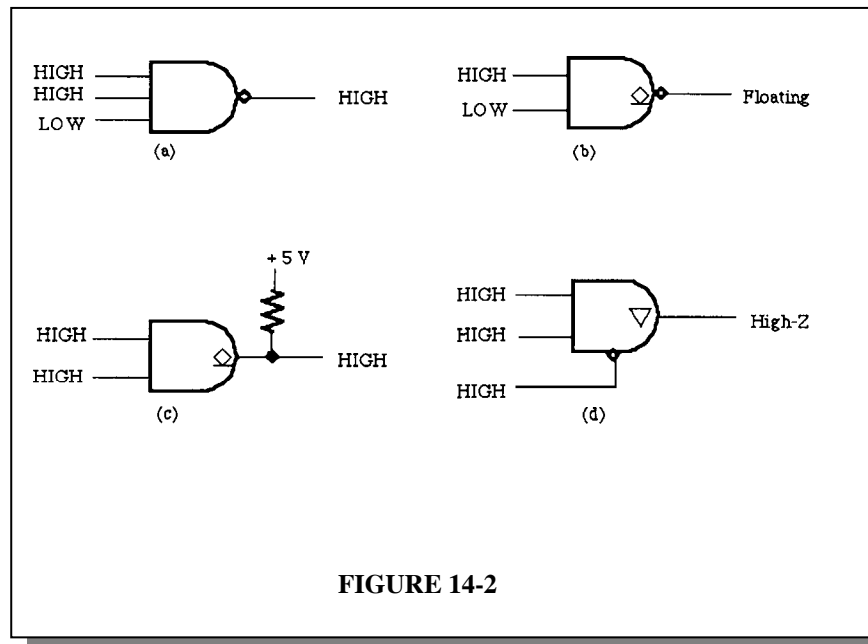 HIGH
HIGH
LOW
HIGH
(a)
HIGH
LOW
Floating
(b)
+ 5 V
HIGH
HIGH
HIGH
(c)
HIGH
HIGH
HIGH
High-Z
(d)
FIGURE 14-2